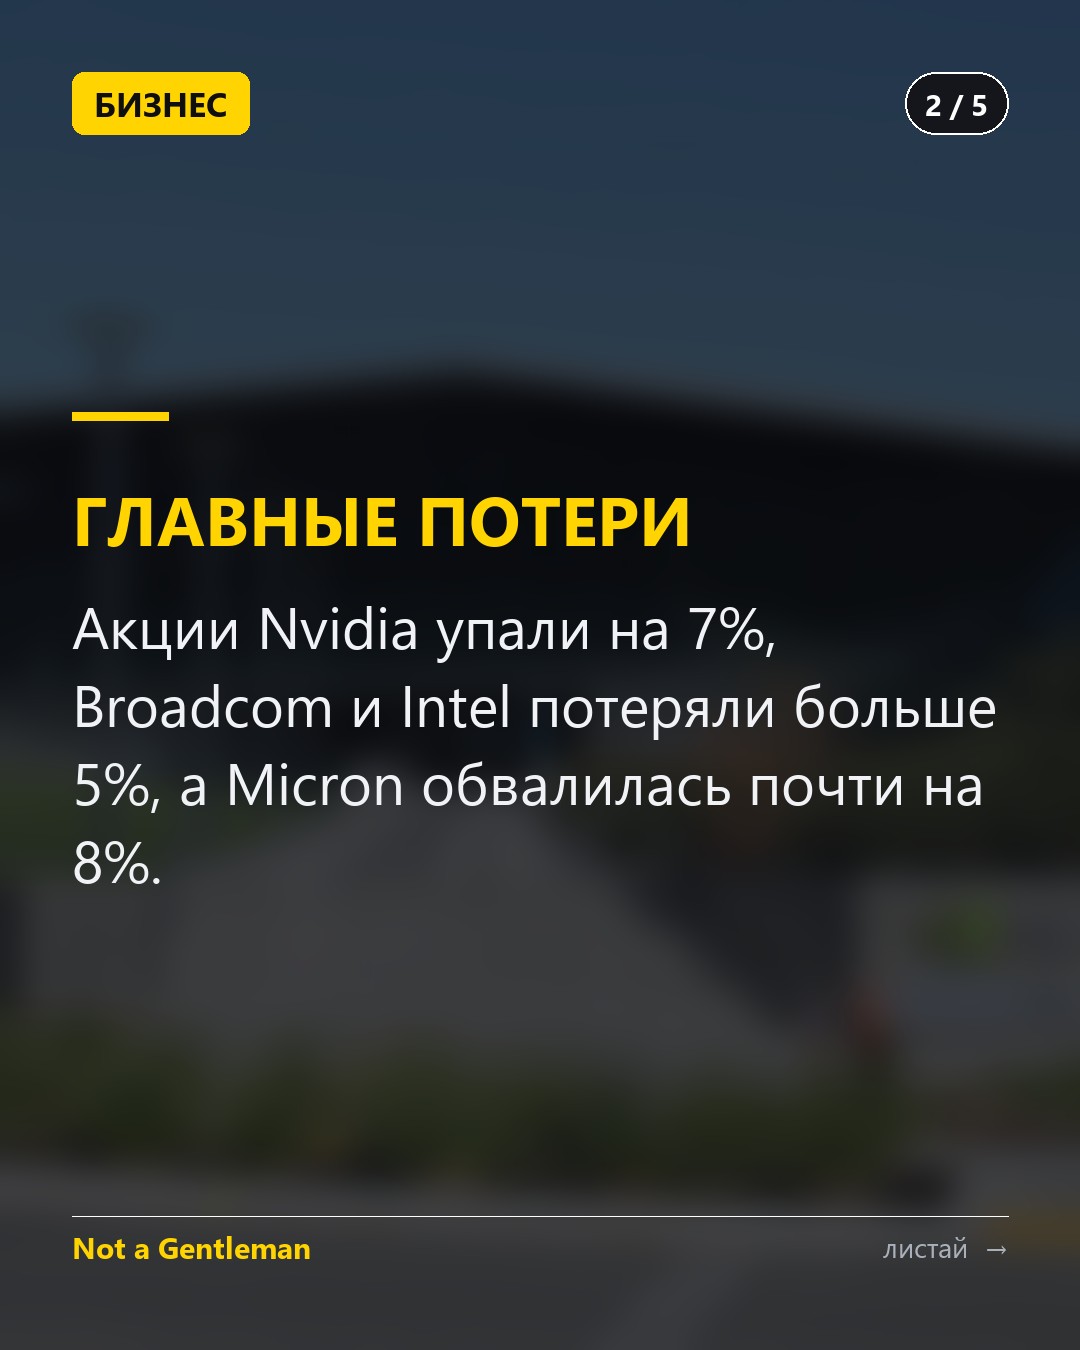 БИЗНЕС
2 / 5
ГЛАВНЫЕ ПОТЕРИ
Акции Nvidia упали на 7%,
Broadcom и Intel потеряли больше
5%, а Micron обвалилась почти на
8%.
Not a Gentleman
листай →